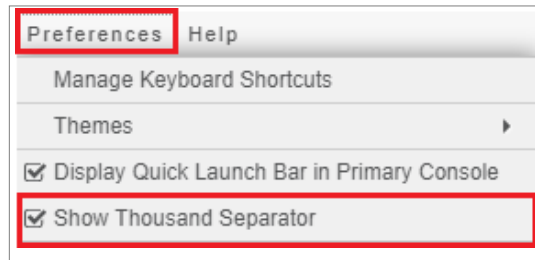 Preferences Help
Manage Keyboard Shortcuts
Themes
Display Quick Launch Bar in Primary Console
Show Thousand Separator